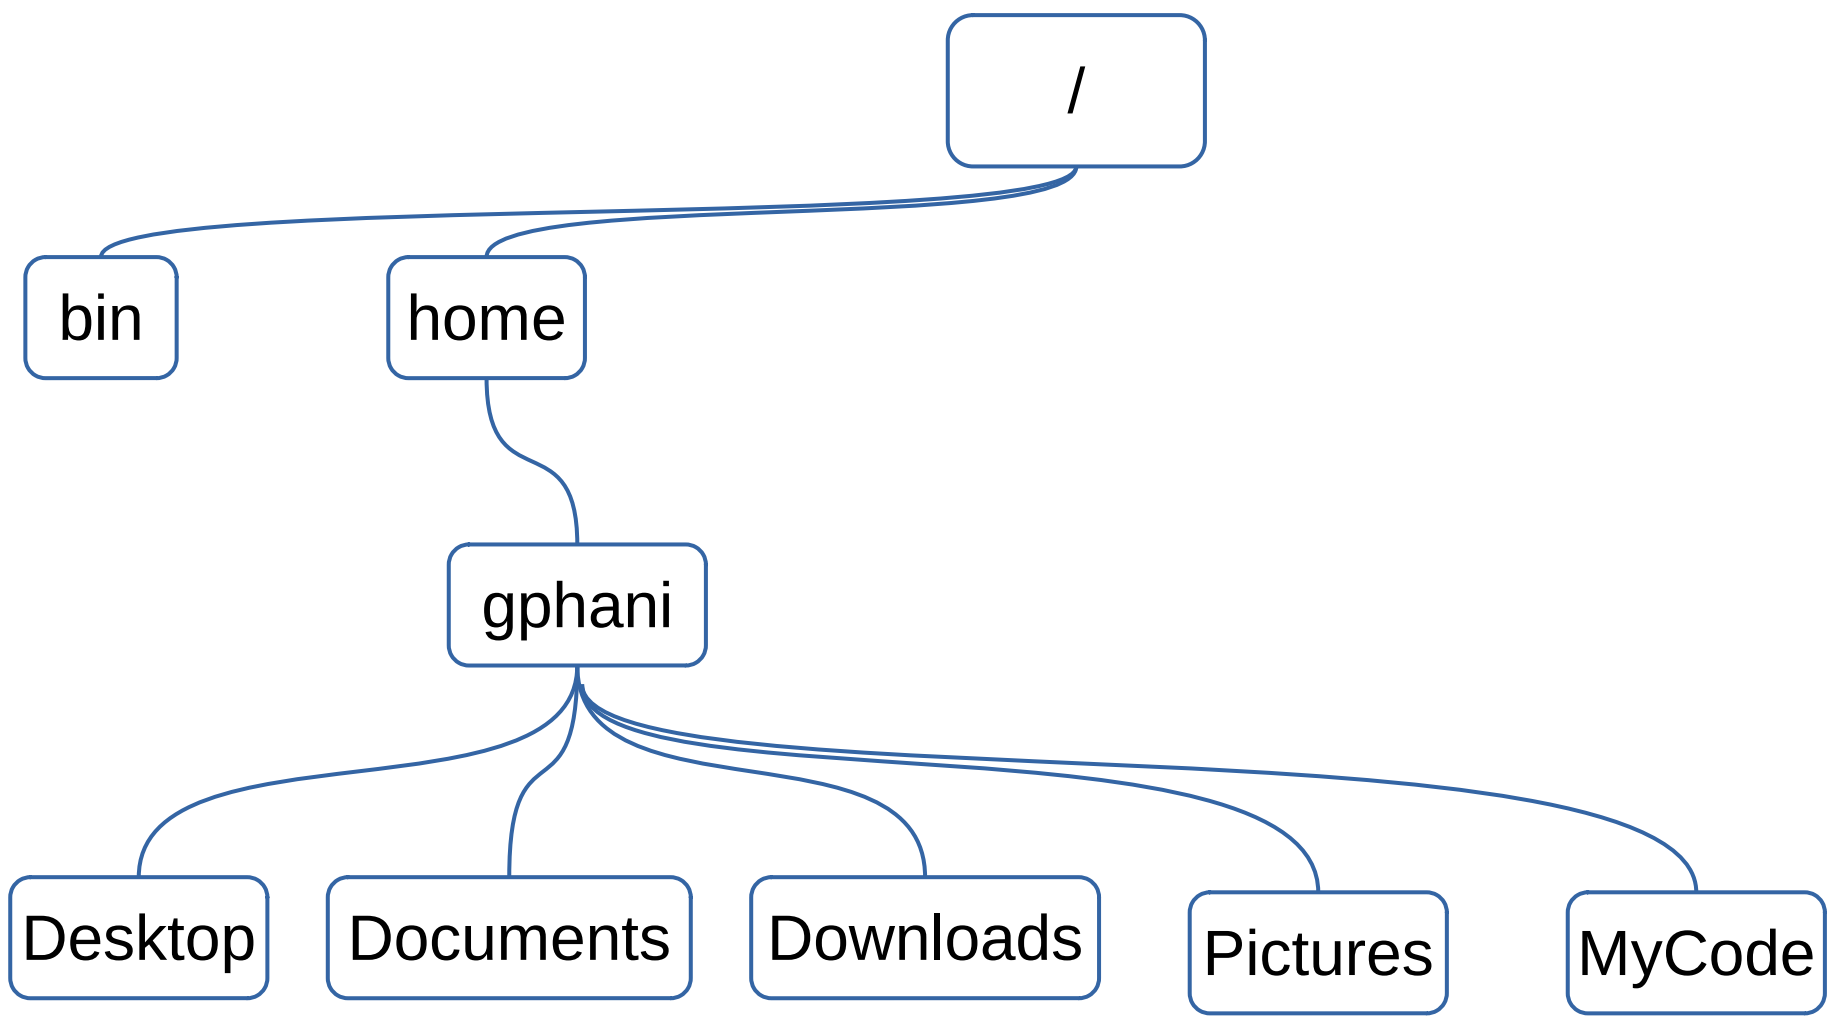 /
bin
home
gphani
Desktop
Documents
Downloads
Pictures
MyCode